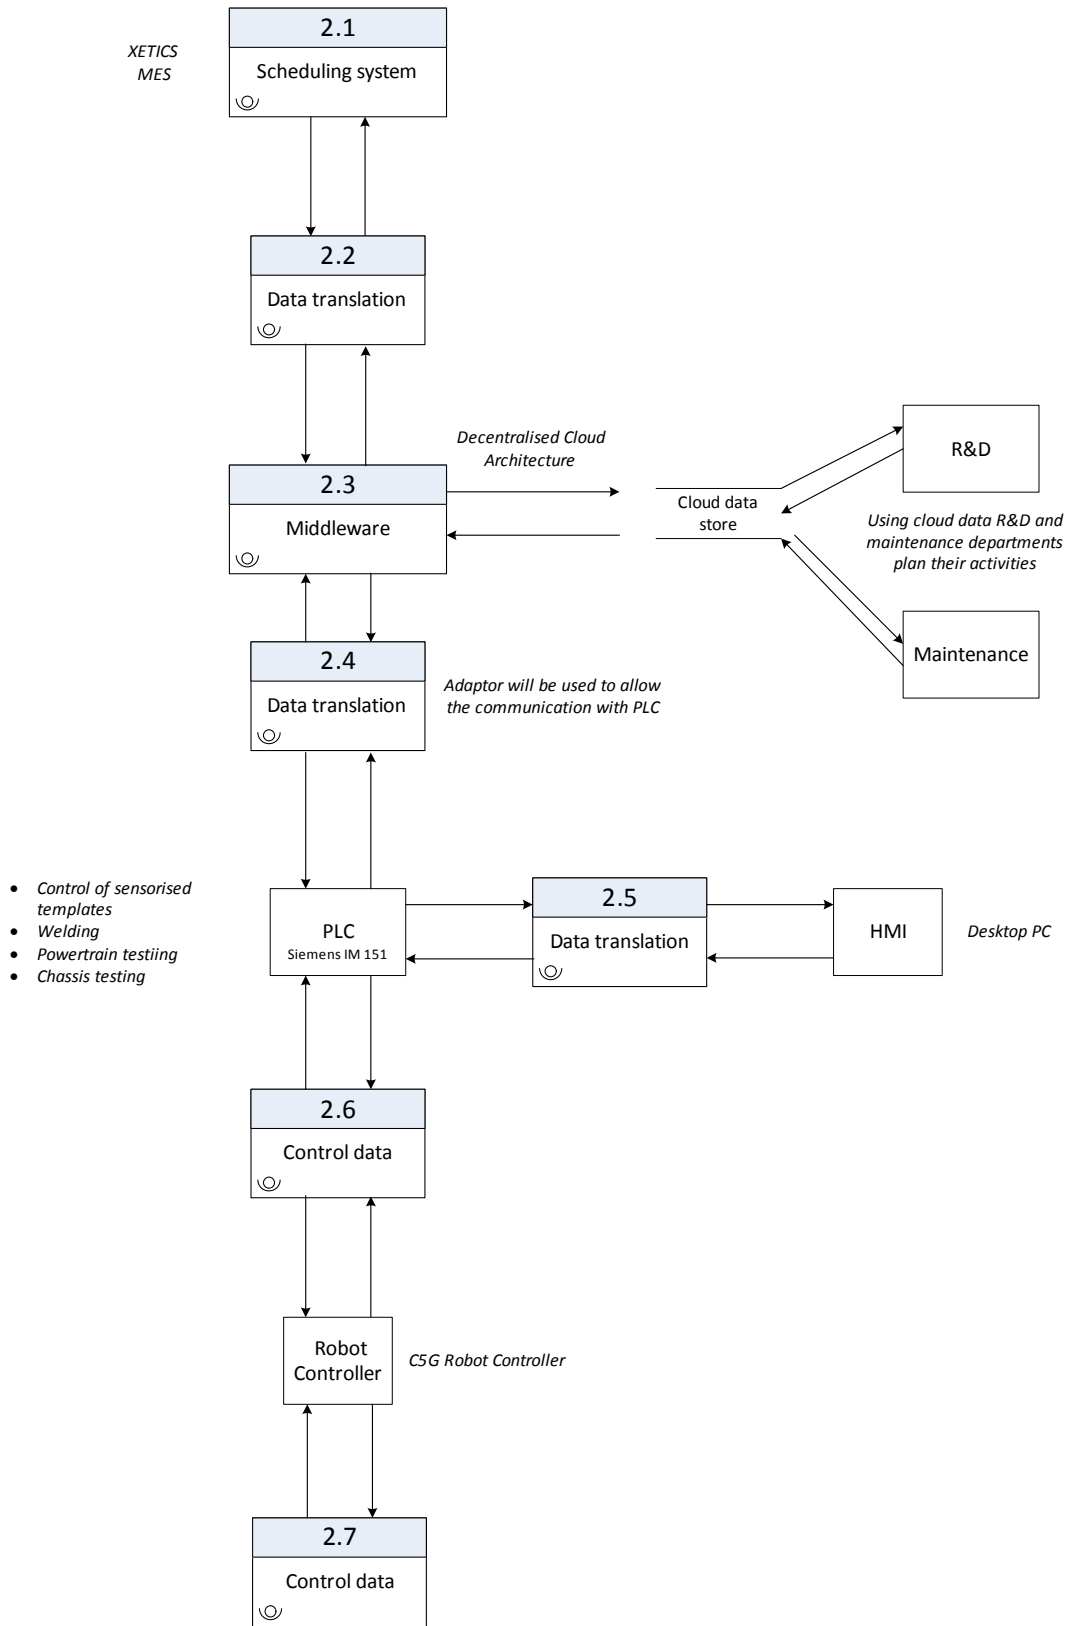 2.1
XETICS
MES
Scheduling system
2.2
Data translation
Decentralised Cloud
Architecture
R&D
2.3
Middleware
Cloud data
store
Using cloud data R&D and
maintenance departments
plan their activities
2.4
Data translation
Adaptor will be used to allow
the communication with PLC
Maintenance
• Control of sensorised
templates
• Welding
• Powertrain testiing
• Chassis testing
PLC
Siemens IM 151
2.5
Data translation
HMI
Desktop PC
2.6
Control data
Robot
Controller
C5G Robot Controller
2.7
Control data